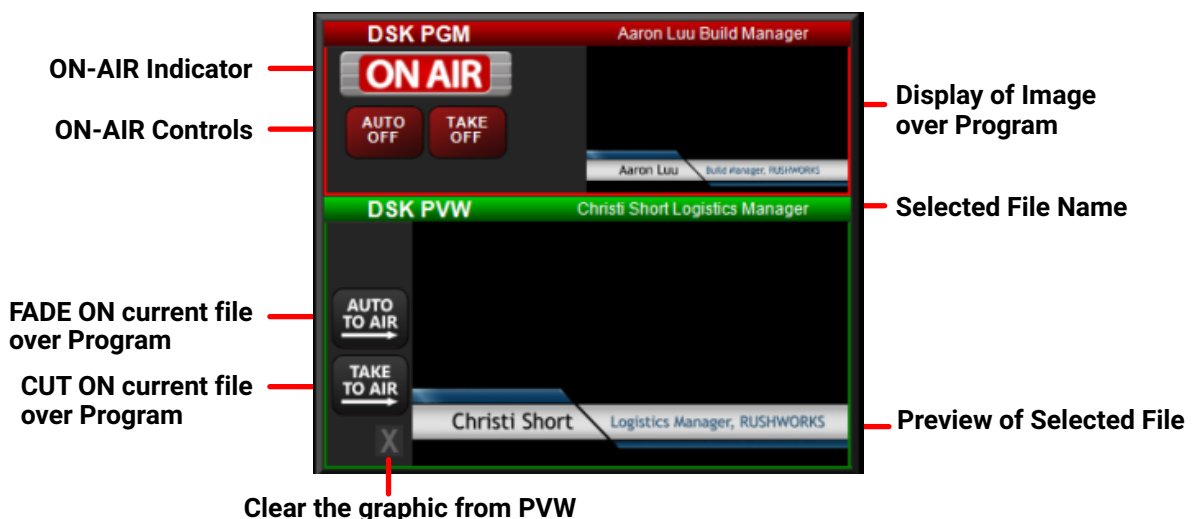 DSK PGM
Aaron Luu Build Manager
ON-AIR Indicator
ON AIR
Display of Image
over Program
ON-AIR Controls
AUTO
OFF
TAKE
OFF
Aaron Luu
Build Manager, RUSHWORKS
DSK PVW
Christi Short Logistics Manager
Selected File Name
FADE ON current file
over Program
AUTO
TO AIR
CUT ON current file
over Program
TAKE
TO AIR
Christi Short
Logistics Manager, RUSHWORKS
Preview of Selected File
X
Clear the graphic from PVW